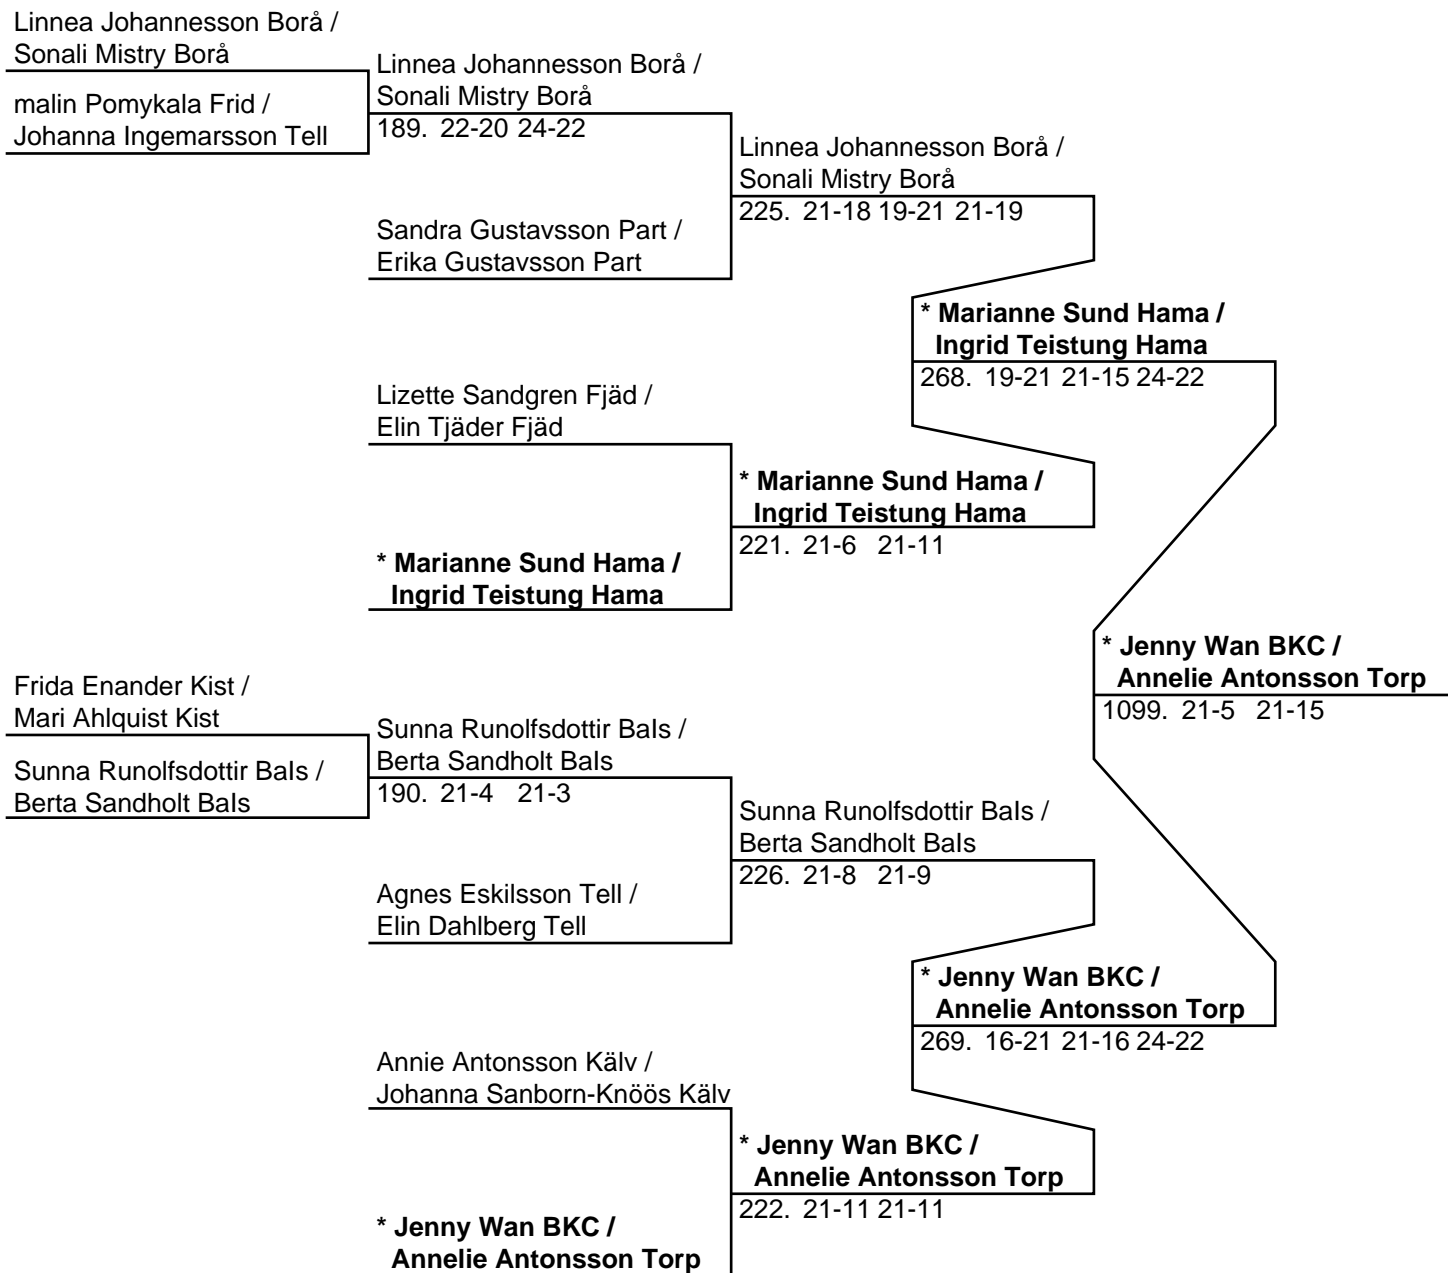 Linnea Johannesson Borå /
Sonali Mistry Borå
malin Pomykala Frid /
Johanna Ingemarsson Tell
Linnea Johannesson Borå /
Sonali Mistry Borå
189. 22-20 24-22
Sandra Gustavsson Part /
Erika Gustavsson Part
Linnea Johannesson Borå /
Sonali Mistry Borå
225. 21-18 19-21 21-19
Lizette Sandgren Fjäd /
Elin Tjäder Fjäd
* Marianne Sund Hama /
Ingrid Teistung Hama
* Marianne Sund Hama /
Ingrid Teistung Hama
221. 21-6 21-11
* Marianne Sund Hama /
Ingrid Teistung Hama
268. 19-21 21-15 24-22
Frida Enander Kist /
Mari Ahlquist Kist
Sunna Runolfsdottir BaIs /
Berta Sandholt BaIs
Sunna Runolfsdottir BaIs /
Berta Sandholt BaIs
190. 21-4 21-3
Agnes Eskilsson Tell /
Elin Dahlberg Tell
Sunna Runolfsdottir BaIs /
Berta Sandholt BaIs
226. 21-8 21-9
Annie Antonsson Kälv /
Johanna Sanborn-Knöös Kälv
* Jenny Wan BKC /
Annelie Antonsson Torp
* Jenny Wan BKC /
Annelie Antonsson Torp
222. 21-11 21-11
* Jenny Wan BKC /
Annelie Antonsson Torp
269. 16-21 21-16 24-22
* Jenny Wan BKC /
Annelie Antonsson Torp
1099. 21-5 21-15